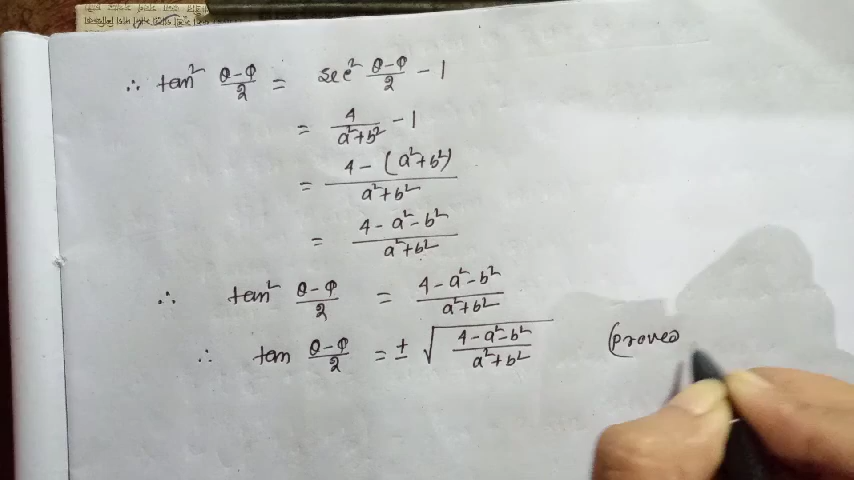 ∴ tan² (θ-φ)/2 = sec² (θ-φ)/2 - 1
= 4/(a²+b²) - 1
= (4 - (a²+b²))/(a²+b²)
= (4 - a² - b²)/(a²+b²)
∴ tan² (θ-φ)/2 = (4 - a² - b²)/(a²+b²)
∴ tan (θ-φ)/2 = ± √((4 - a² - b²)/(a²+b²)) (proved